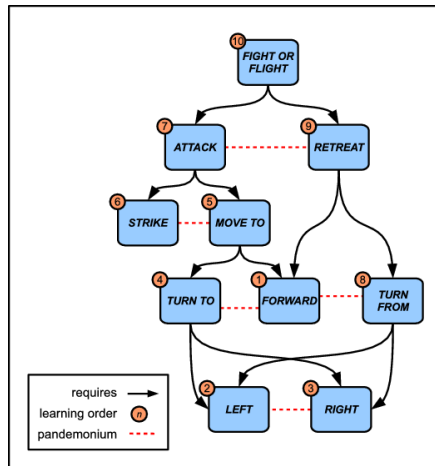 10
FIGHT OR
FLIGHT
7
ATTACK
9
RETREAT
6
STRIKE
5
MOVE TO
4
TURN TO
1
FORWARD
8
TURN
FROM
2
LEFT
3
RIGHT
requires
learning order n
pandemonium